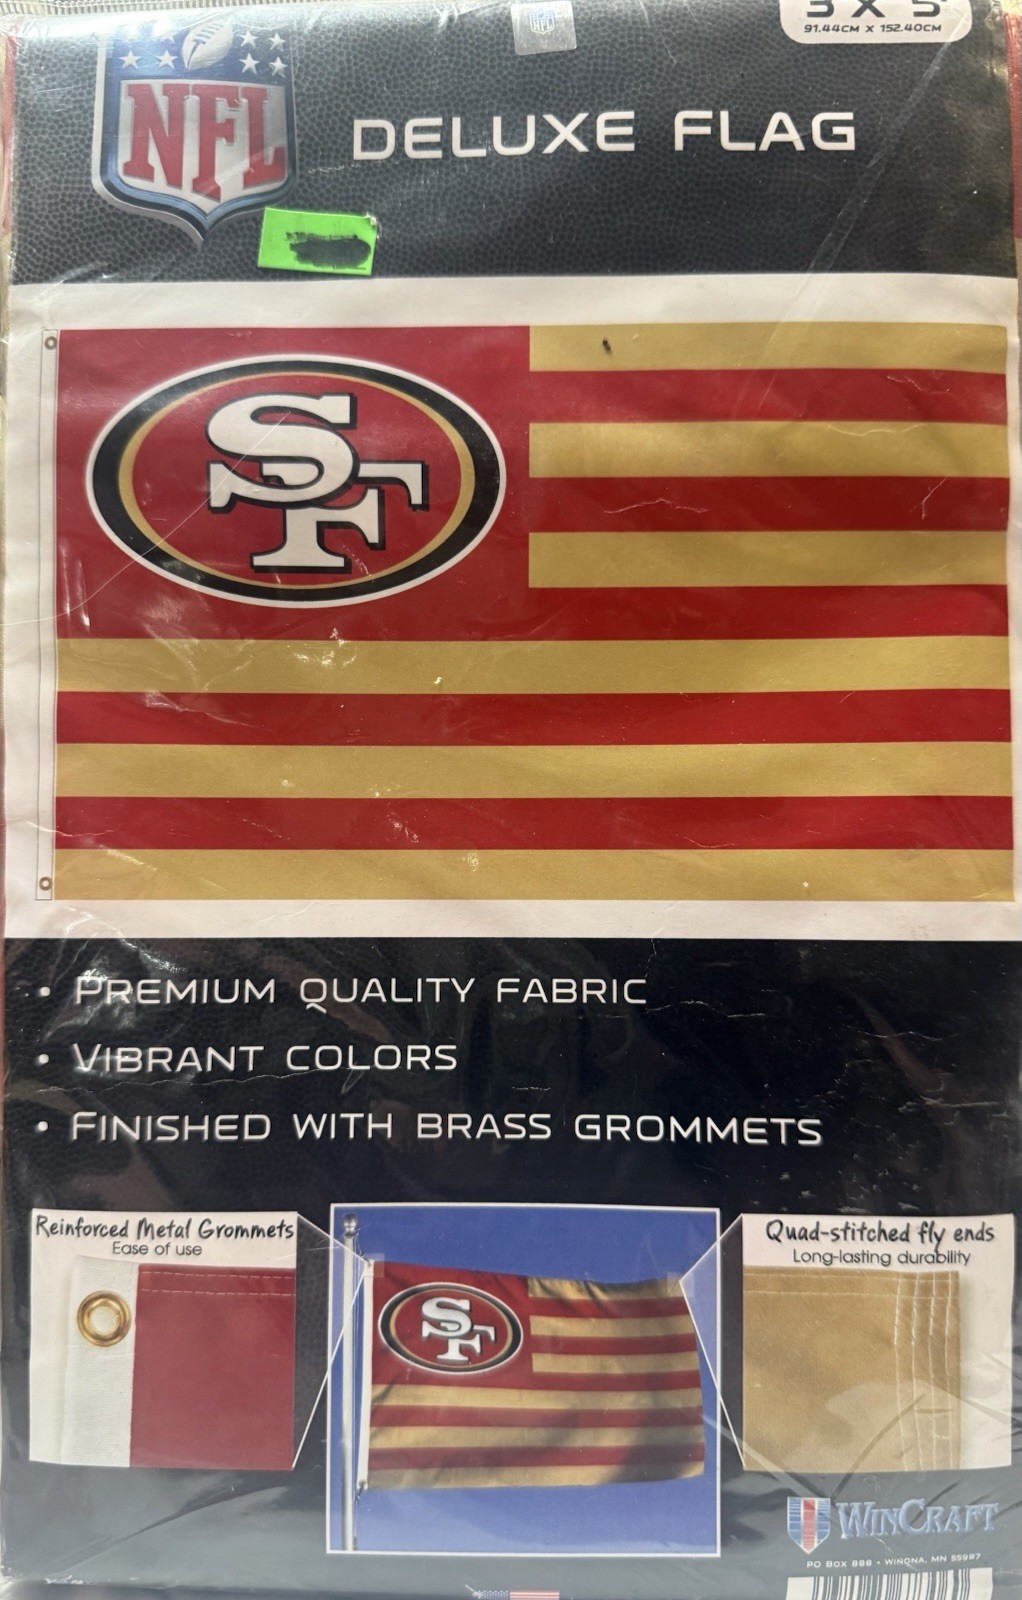 3 X 5'
91.44CM X 152.40CM
NFL
DELUXE FLAG
SF
• PREMIUM QUALITY FABRIC
• VIBRANT COLORS
• FINISHED WITH BRASS GROMMETS
Reinforced Metal Grommets
Ease of use
Quad-stitched fly ends
Long-lasting durability
SF
WINCRAFT
PO BOX 888 • WINONA, MN 55987